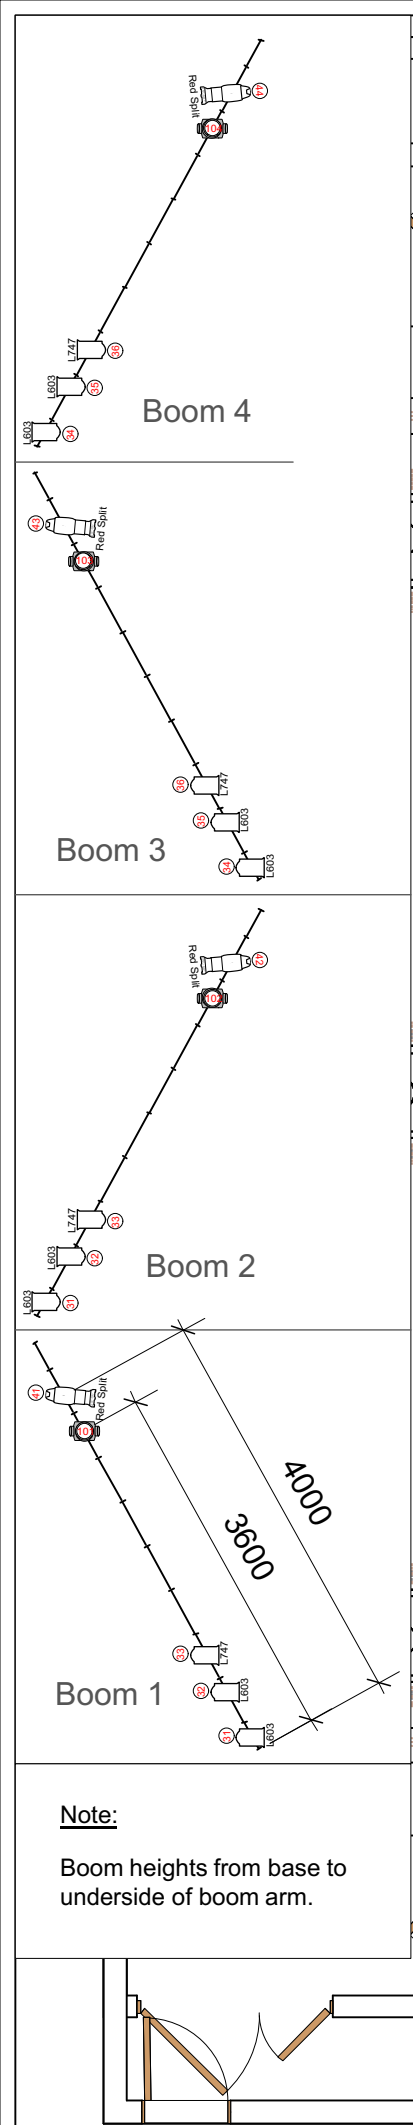 44
Red Split
104
L747
36
L603
35
L603
34
Boom 4
43
Red Split
103
36
L747
35
L603
34
L603
Boom 3
42
Red Split
102
L747
33
L603
32
L603
31
Boom 2
41
Red Split
101
4000
3600
33
L747
32
L603
31
L603
Boom 1
Note:
Boom heights from base to
underside of boom arm.